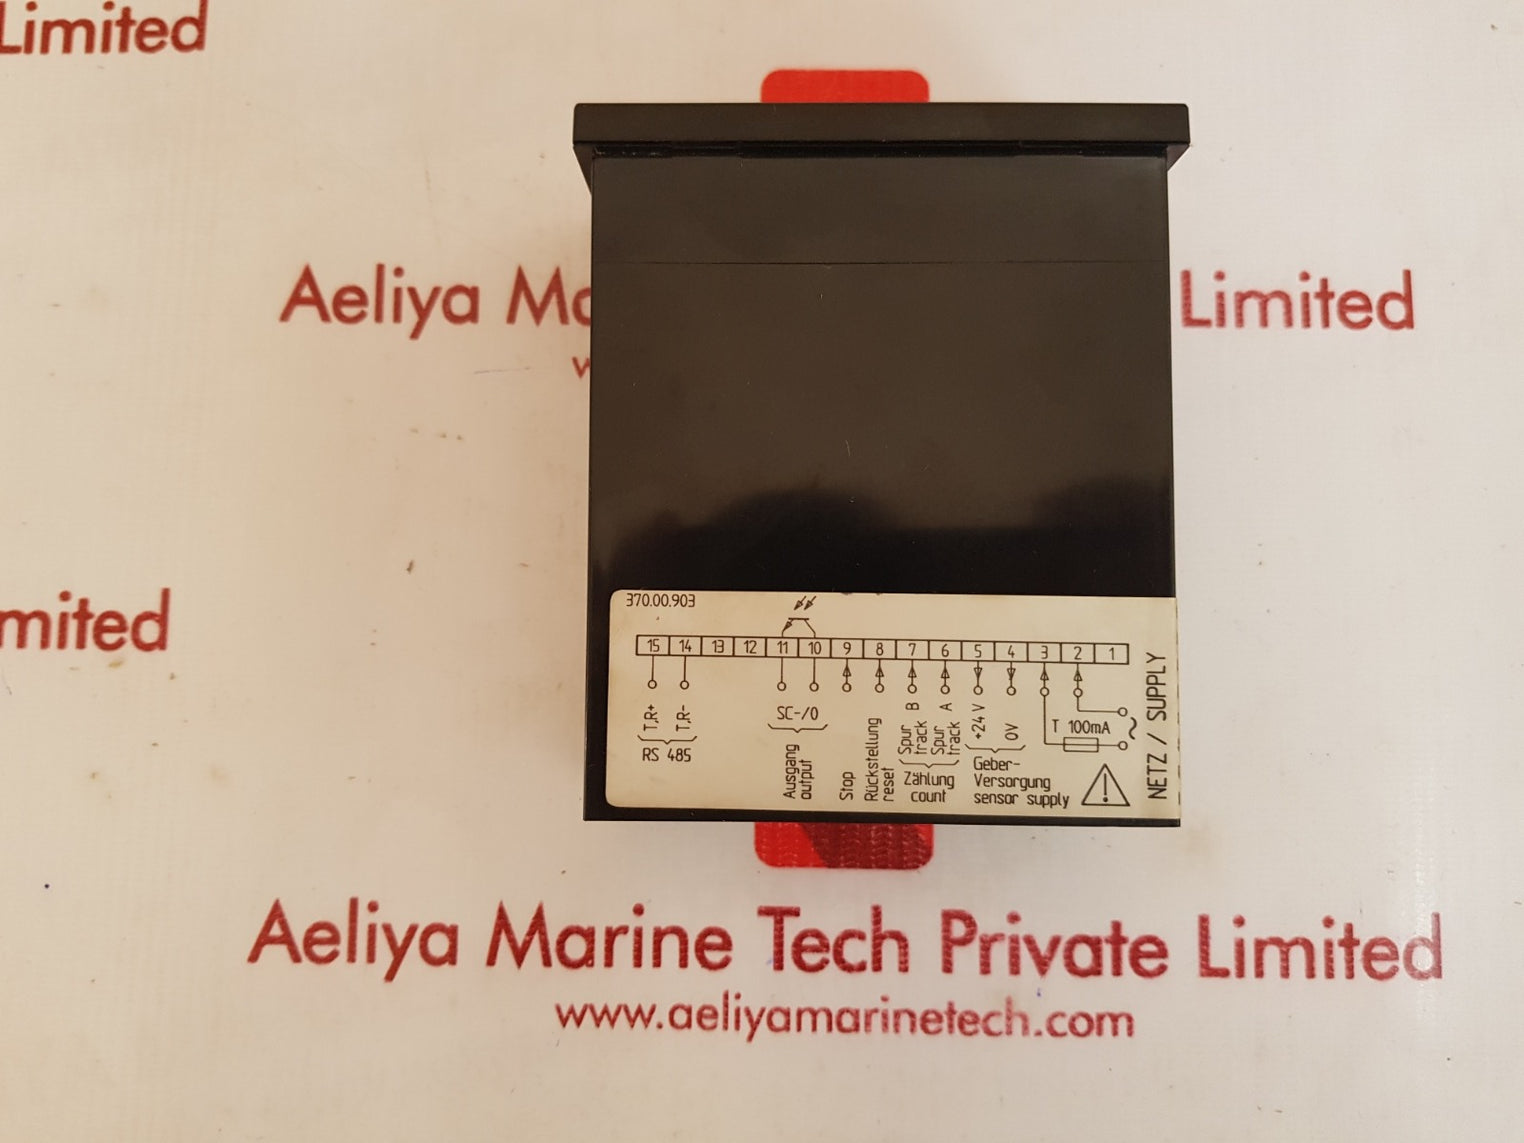 Limited
Aeliya Ma
Limited
w
370.00.903
15 14 13 12 11 10 9 8 7 6 5 4 3 2 1
T,R+
T,R-
RS 485
SC-/0
Ausgang
output
Stop
Rückstellung
reset
Spur B
track
Spur A
track
Zählung
count
+24 V
0V
Geber-
Versorgung
sensor supply
T 100mA
~
NETZ / SUPPLY
mited
Aeliya Marine Tech Private Limited
www.aeliyamarinetech.com